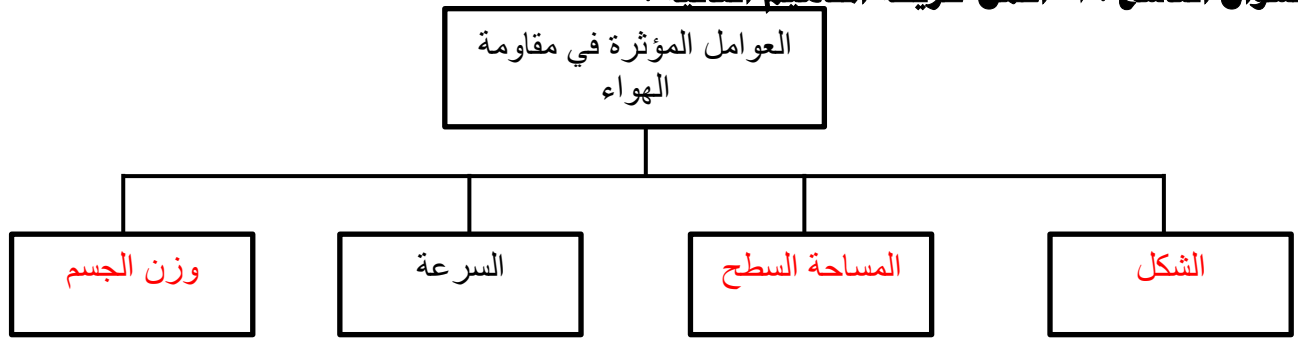 العوامل المؤثرة في مقاومة
الهواء
الشكل
المساحة السطح
السرعة
وزن الجسم